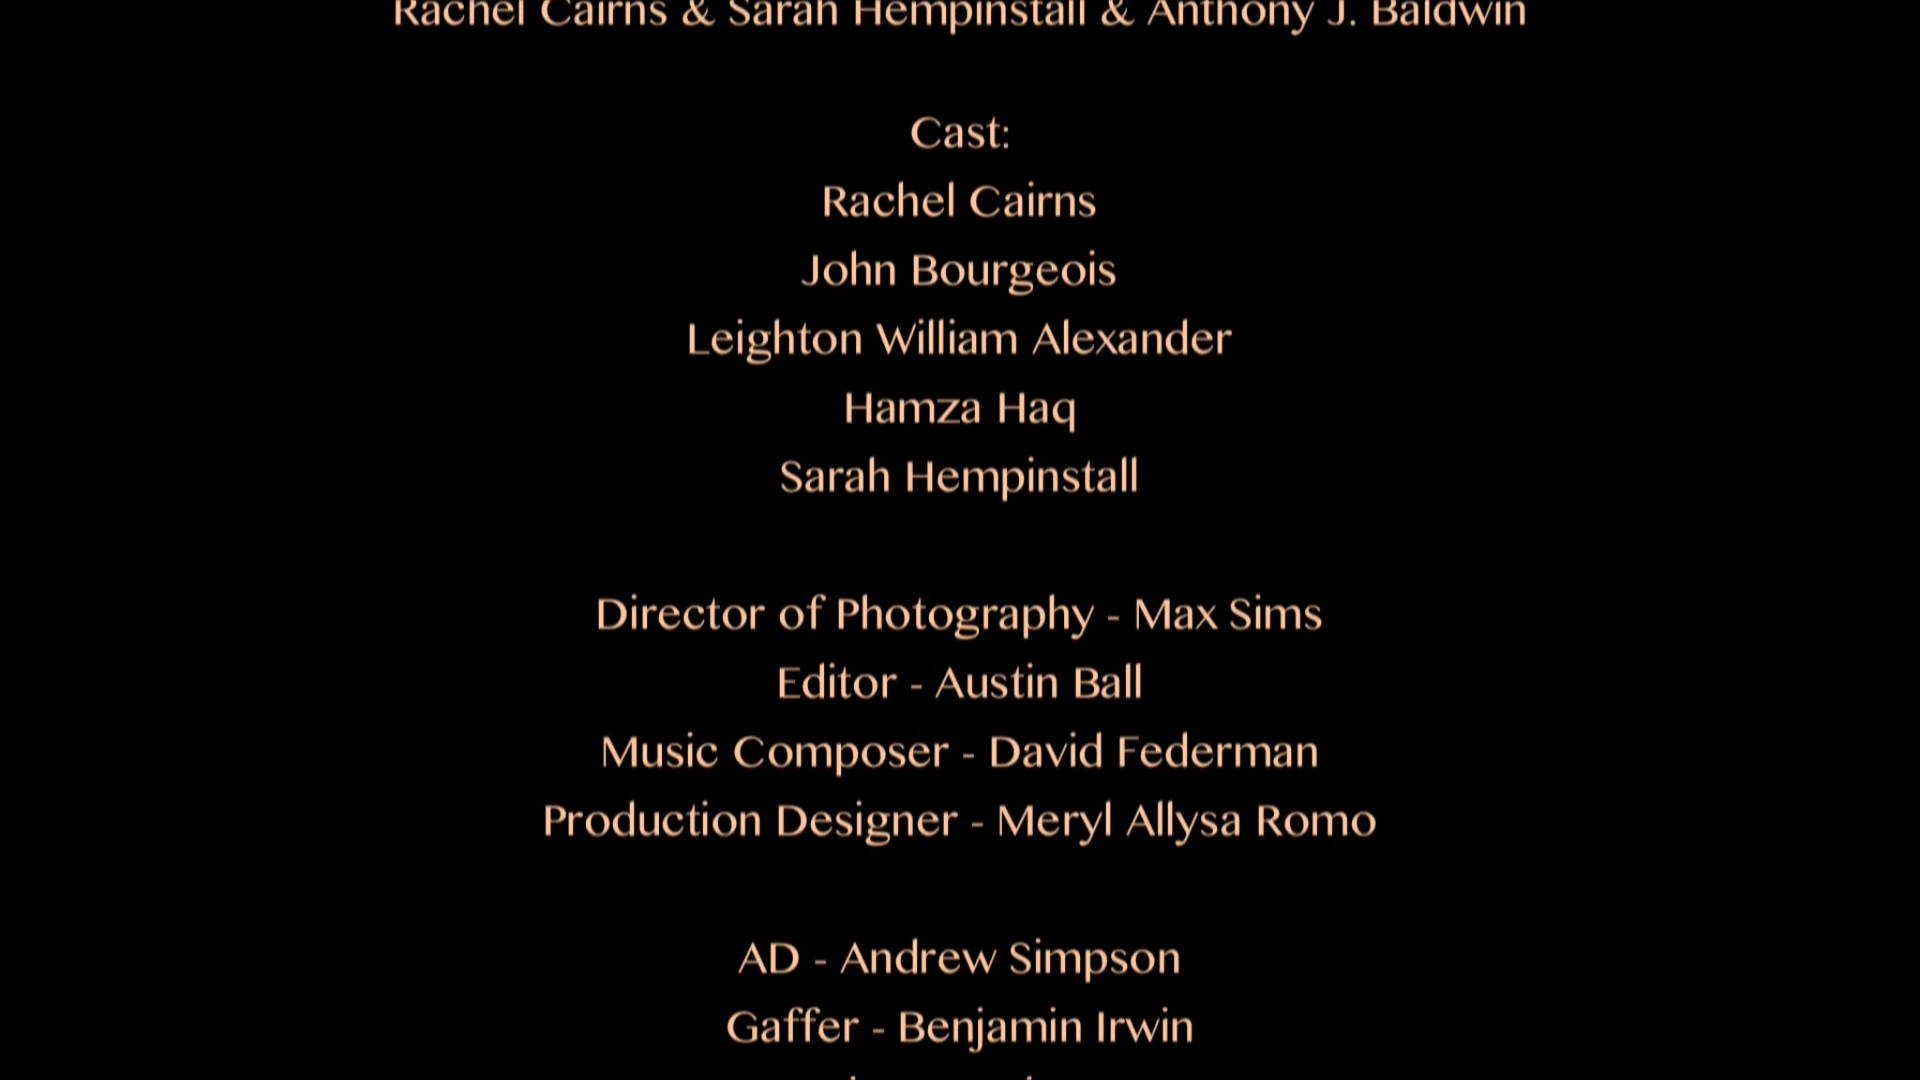 Rachel Cairns & Sarah Hempinstall & Anthony J. Baldwin
Cast:
Rachel Cairns
John Bourgeois
Leighton William Alexander
Hamza Haq
Sarah Hempinstall
Director of Photography - Max Sims
Editor - Austin Ball
Music Composer - David Federman
Production Designer - Meryl Allysa Romo
AD - Andrew Simpson
Gaffer - Benjamin Irwin